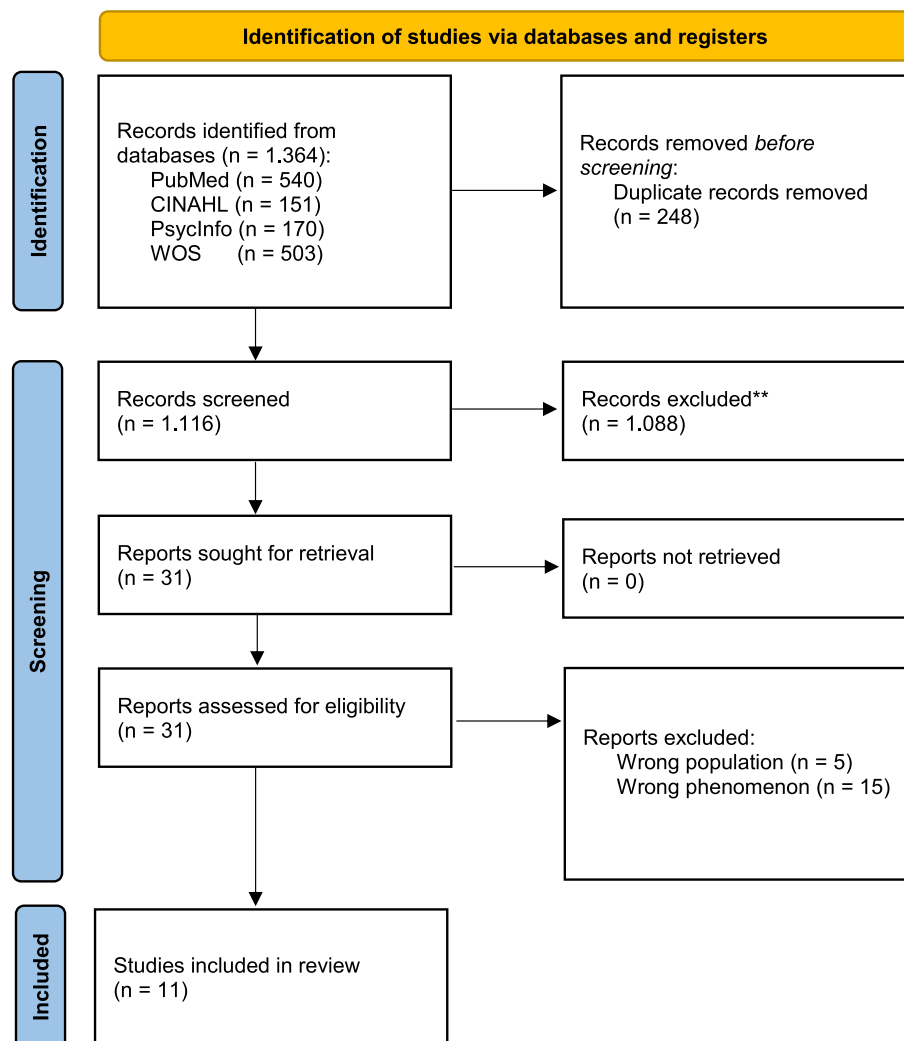 Identification of studies via databases and registers
Identification
Records identified from
databases (n = 1.364):
PubMed (n = 540)
CINAHL (n = 151)
PsycInfo (n = 170)
WOS (n = 503)
Records removed before
screening:
Duplicate records removed
(n = 248)
Screening
Records screened
(n = 1.116)
Records excluded**
(n = 1.088)
Reports sought for retrieval
(n = 31)
Reports not retrieved
(n = 0)
Reports assessed for eligibility
(n = 31)
Reports excluded:
Wrong population (n = 5)
Wrong phenomenon (n = 15)
Included
Studies included in review
(n = 11)